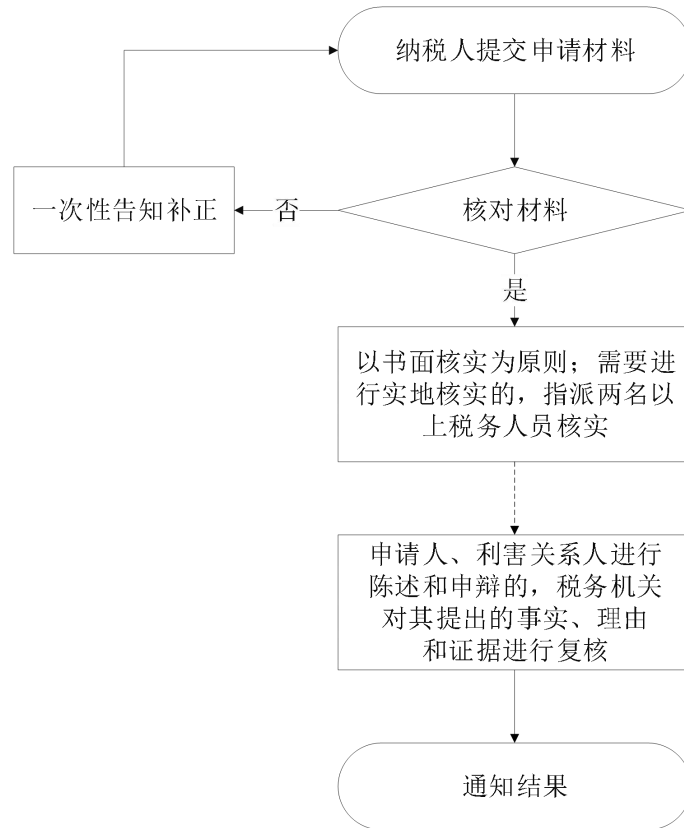 纳税人提交申请材料
核对材料
否
一次性告知补正
是
以书面核实为原则；需要进
行实地核实的，指派两名以
上税务人员核实
申请人、利害关系人进行
陈述和申辩的，税务机关
对其提出的事实、理由
和证据进行复核
通知结果